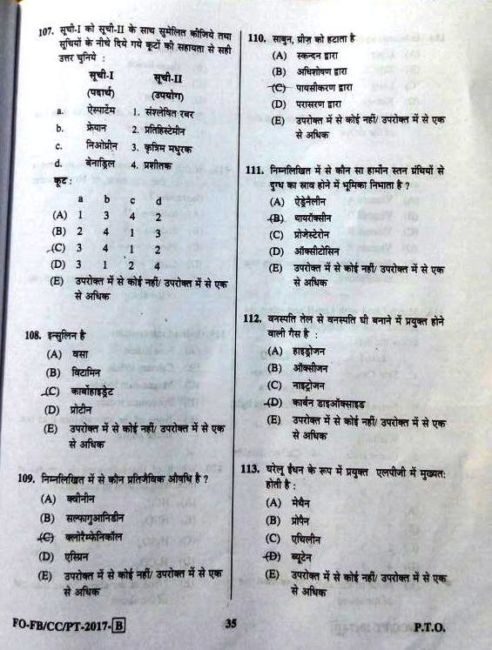 107. सूची-I को सूची-II के साथ सुमेलित कीजिये तथा
सूचियों के नीचे दिये गये कूटों की सहायता से सही
उत्तर चुनिये :
सूची-I सूची-II
(पदार्थ) (उपयोग)
a. ऐस्पार्टेम 1. संश्लेषित रबर
b. फ्रेयान 2. प्रतिहिस्टेमीन
c. निओप्रीन 3. कृत्रिम मधुरक
d. बेनाड्रिल 4. प्रशीतक
कूट :
a b c d
(A) 1 3 4 2
(B) 2 4 1 3
(C) 3 4 1 2
(D) 3 1 2 4
(E) उपरोक्त में से कोई नहीं/ उपरोक्त में से एक
से अधिक
108. इन्सुलिन है
(A) वसा
(B) विटामिन
(C) कार्बोहाइड्रेट
(D) प्रोटीन
(E) उपरोक्त में से कोई नहीं/ उपरोक्त में से एक
से अधिक
109. निम्नलिखित में से कौन प्रतिजैविक औषधि है ?
(A) क्वीनीन
(B) सल्फागुआनिडीन
(C) क्लोरैम्फेनिकॉल
(D) एस्प्रिन
(E) उपरोक्त में से कोई नहीं/ उपरोक्त में से एक
से अधिक
110. साबुन, ग्रीज़ को हटाता है
(A) स्कन्दन द्वारा
(B) अधिशोषण द्वारा
(C) पायसीकरण द्वारा
(D) परासरण द्वारा
(E) उपरोक्त में से कोई नहीं/ उपरोक्त में से एक
से अधिक
111. निम्नलिखित में से कौन सा हार्मोन स्तन ग्रंथियों से
दुग्ध का स्राव होने में भूमिका निभाता है ?
(A) ऐड्रेनेलीन
(B) थायरॉक्सीन
(C) प्रोजेस्टेरोन
(D) ऑक्सीटोसिन
(E) उपरोक्त में से कोई नहीं/ उपरोक्त में से एक
से अधिक
112. वनस्पति तेल से वनस्पति घी बनाने में प्रयुक्त होने
वाली गैस है :
(A) हाइड्रोजन
(B) ऑक्सीजन
(C) नाइट्रोजन
(D) कार्बन डाइऑक्साइड
(E) उपरोक्त में से कोई नहीं/ उपरोक्त में से एक
से अधिक
113. घरेलू ईंधन के रूप में प्रयुक्त एलपीजी में मुख्यत:
होती है :
(A) मेथैन
(B) प्रोपैन
(C) एथिलीन
(D) ब्यूटेन
(E) उपरोक्त में से कोई नहीं/ उपरोक्त में से एक
से अधिक
FO-FB/CC/PT-2017-B 35 P.T.O.